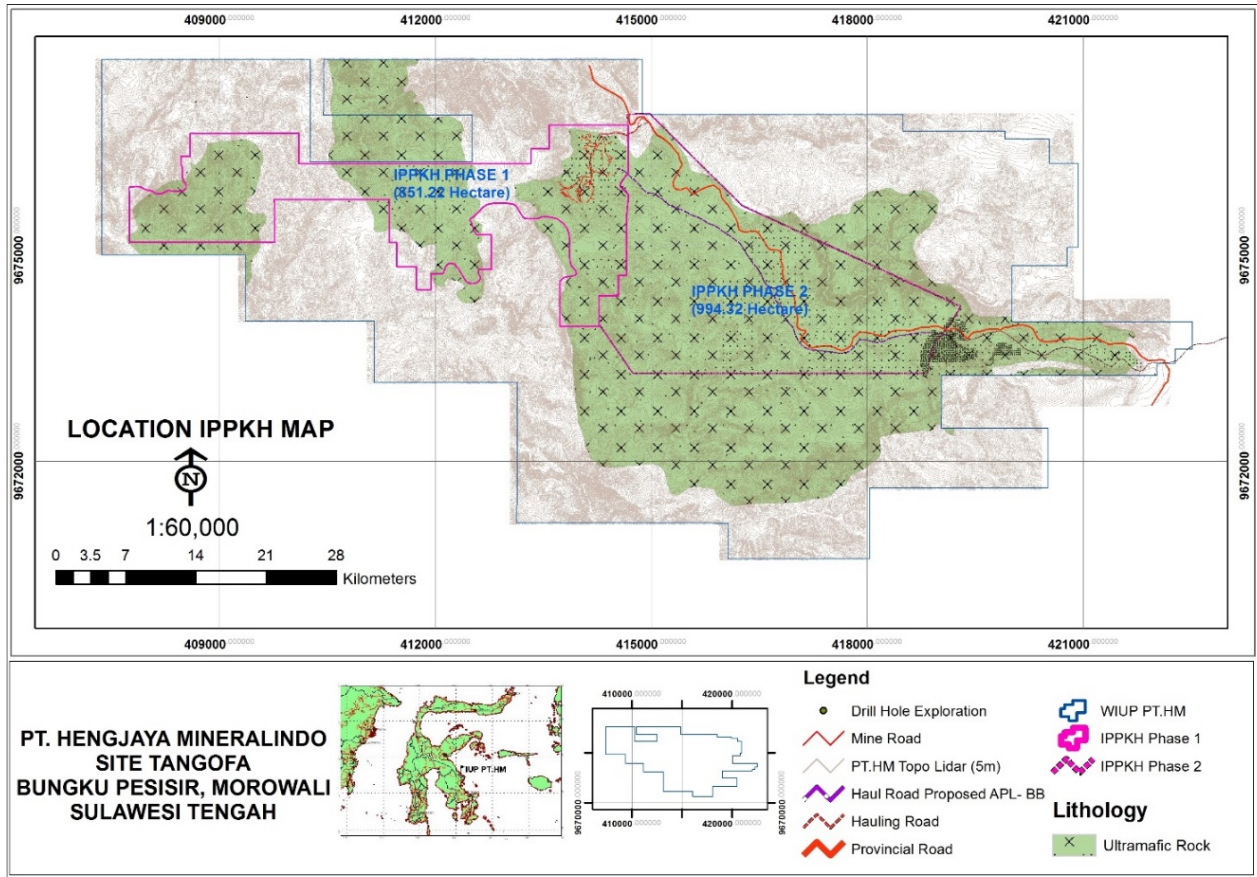 409000.000000 412000.000000 415000.000000 418000.000000 421000.000000
9675000.000000
9675000.000000
IPPKH PHASE 1
(851.22 Hectare)
IPPKH PHASE 2
(994.32 Hectare)
LOCATION IPPKH MAP
N
1:60,000
0 3.5 7 14 21 28
Kilometers
9672000.000000
9672000.000000
409000.000000 412000.000000 415000.000000 418000.000000 421000.000000
PT. HENGJAYA MINERALINDO
SITE TANGOFA
BUNGKU PESISIR, MOROWALI
SULAWESI TENGAH
IUP PT.HM
410000.000000 420000.000000
9670000.000000
9670000.000000
410000.000000 420000.000000
Legend
Drill Hole Exploration
Mine Road
PT.HM Topo Lidar (5m)
Haul Road Proposed APL- BB
Hauling Road
Provincial Road
WIUP PT.HM
IPPKH Phase 1
IPPKH Phase 2
Lithology
Ultramafic Rock